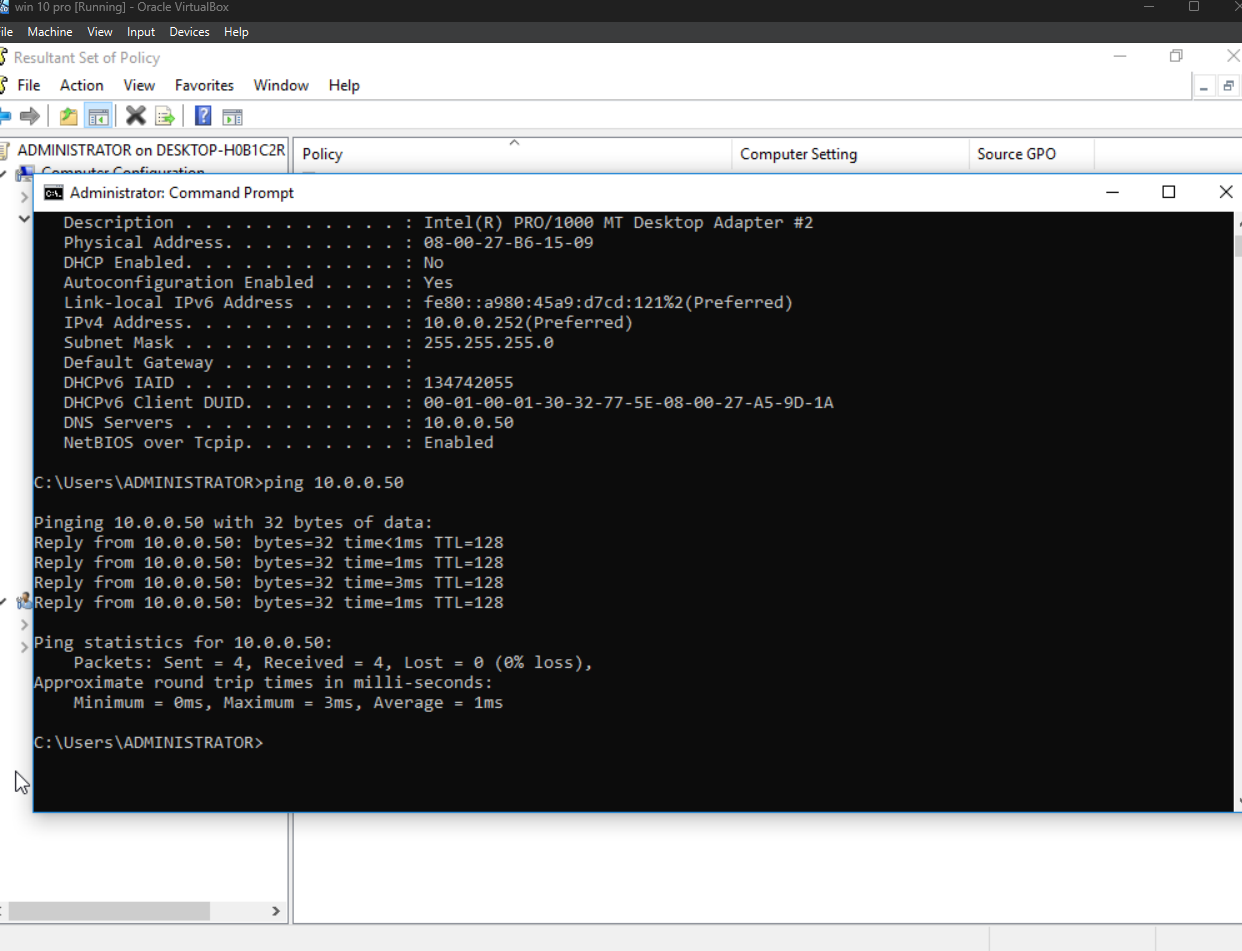 win 10 pro [Running] - Oracle VirtualBox
File Machine View Input Devices Help
Resultant Set of Policy
File Action View Favorites Window Help
ADMINISTRATOR on DESKTOP-H0B1C2R
Computer Configuration
Policy Computer Setting Source GPO
Administrator: Command Prompt
Description . . . . . . . . . . . : Intel(R) PRO/1000 MT Desktop Adapter #2
Physical Address. . . . . . . . . : 08-00-27-B6-15-09
DHCP Enabled. . . . . . . . . . . : No
Autoconfiguration Enabled . . . . : Yes
Link-local IPv6 Address . . . . . : fe80::a980:45a9:d7cd:121%2(Preferred)
IPv4 Address. . . . . . . . . . . : 10.0.0.252(Preferred)
Subnet Mask . . . . . . . . . . . : 255.255.255.0
Default Gateway . . . . . . . . . :
DHCPv6 IAID . . . . . . . . . . . : 134742055
DHCPv6 Client DUID. . . . . . . . : 00-01-00-01-30-32-77-5E-08-00-27-A5-9D-1A
DNS Servers . . . . . . . . . . . : 10.0.0.50
NetBIOS over Tcpip. . . . . . . . : Enabled
C:\Users\ADMINISTRATOR>ping 10.0.0.50
Pinging 10.0.0.50 with 32 bytes of data:
Reply from 10.0.0.50: bytes=32 time<1ms TTL=128
Reply from 10.0.0.50: bytes=32 time=1ms TTL=128
Reply from 10.0.0.50: bytes=32 time=3ms TTL=128
Reply from 10.0.0.50: bytes=32 time=1ms TTL=128
Ping statistics for 10.0.0.50:
Packets: Sent = 4, Received = 4, Lost = 0 (0% loss),
Approximate round trip times in milli-seconds:
Minimum = 0ms, Maximum = 3ms, Average = 1ms
C:\Users\ADMINISTRATOR>